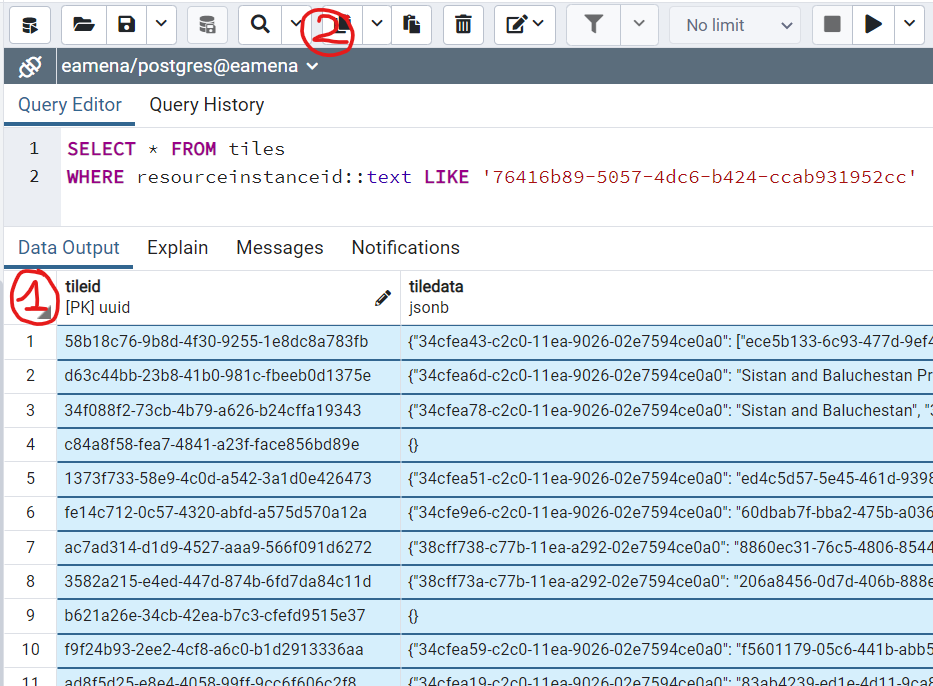 2
No limit
eamena/postgres@eamena
Query Editor Query History
1 SELECT * FROM tiles
2 WHERE resourceinstanceid::text LIKE '76416b89-5057-4dc6-b424-ccab931952cc'
Data Output Explain Messages Notifications
1
tileid tiledata
[PK] uuid jsonb
1 58b18c76-9b8d-4f30-9255-1e8dc8a783fb {"34cfea43-c2c0-11ea-9026-02e7594ce0a0": ["ece5b133-6c93-477d-9ef4
2 d63c44bb-23b8-41b0-981c-fbeeb0d1375e {"34cfea6d-c2c0-11ea-9026-02e7594ce0a0": "Sistan and Baluchestan Pr
3 34f088f2-73cb-4b79-a626-b24cffa19343 {"34cfea78-c2c0-11ea-9026-02e7594ce0a0": "Sistan and Baluchestan", "3
4 c84a8f58-fea7-4841-a23f-face856bd89e {}
5 1373f733-58e9-4c0d-a542-3a1d0e426473 {"34cfea51-c2c0-11ea-9026-02e7594ce0a0": "ed4c5d57-5e45-461d-9398
6 fe14c712-0c57-4320-abfd-a575d570a12a {"34cfe9e6-c2c0-11ea-9026-02e7594ce0a0": "60dbab7f-bba2-475b-a036
7 ac7ad314-d1d9-4527-aaa9-566f091d6272 {"38cff738-c77b-11ea-a292-02e7594ce0a0": "8860ec31-76c5-4806-8544
8 3582a215-e4ed-447d-874b-6fd7da84c11d {"38cff73a-c77b-11ea-a292-02e7594ce0a0": "206a8456-0d7d-406b-888e
9 b621a26e-34cb-42ea-b7c3-cfefd9515e37 {}
10 f9f24b93-2ee2-4cf8-a6c0-b1d2913336aa {"34cfea59-c2c0-11ea-9026-02e7594ce0a0": "f5601179-05c6-441b-abb5
11 ad8f5d25-e8e4-4058-99ff-9cc6f606c2f8 {"34cfea19-c2c0-11ea-9026-02e7594ce0a0": "83ab4239-ed1e-4d11-9ca8